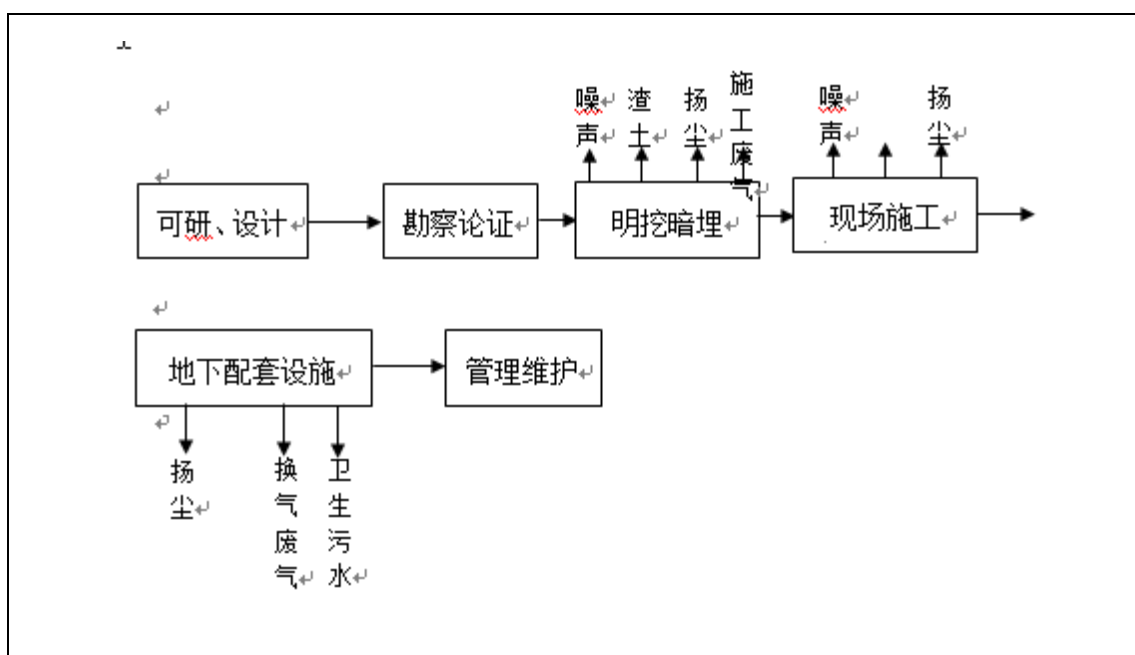 噪声
渣土
扬尘
施工废气
噪声
扬尘
可研、设计
勘察论证
明挖暗埋
现场施工
地下配套设施
管理维护
扬尘
换气废气
卫生污水